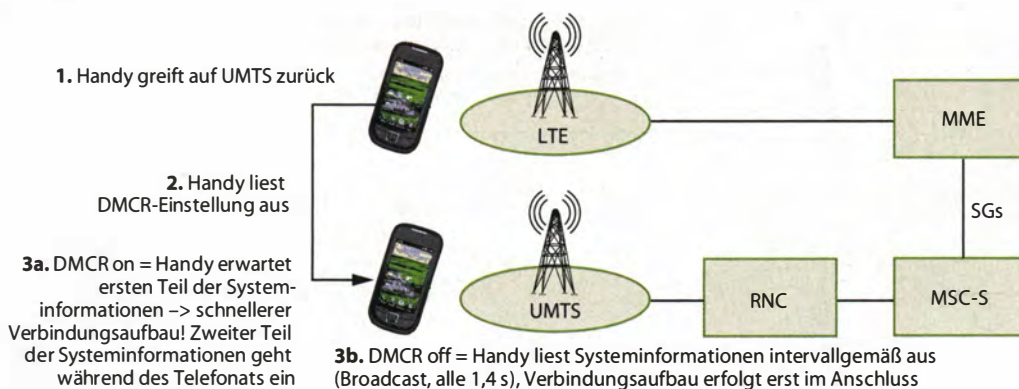 1. Handy greift auf UMTS zurück
2. Handy liest
DMCR-Einstellung aus
3a. DMCR on = Handy erwartet
ersten Teil der System-
informationen –> schnellerer
Verbindungsaufbau! Zweiter Teil
der Systeminformationen geht
während des Telefonats ein
LTE
MME
SGs
UMTS
RNC
MSC-S
3b. DMCR off = Handy liest Systeminformationen intervallgemäß aus
(Broadcast, alle 1,4 s), Verbindungsaufbau erfolgt erst im Anschluss